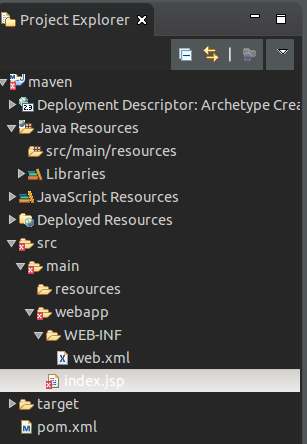 Project Explorer
maven
Deployment Descriptor: Archetype Crea
Java Resources
src/main/resources
Libraries
JavaScript Resources
Deployed Resources
src
main
resources
webapp
WEB-INF
web.xml
index.jsp
target
pom.xml